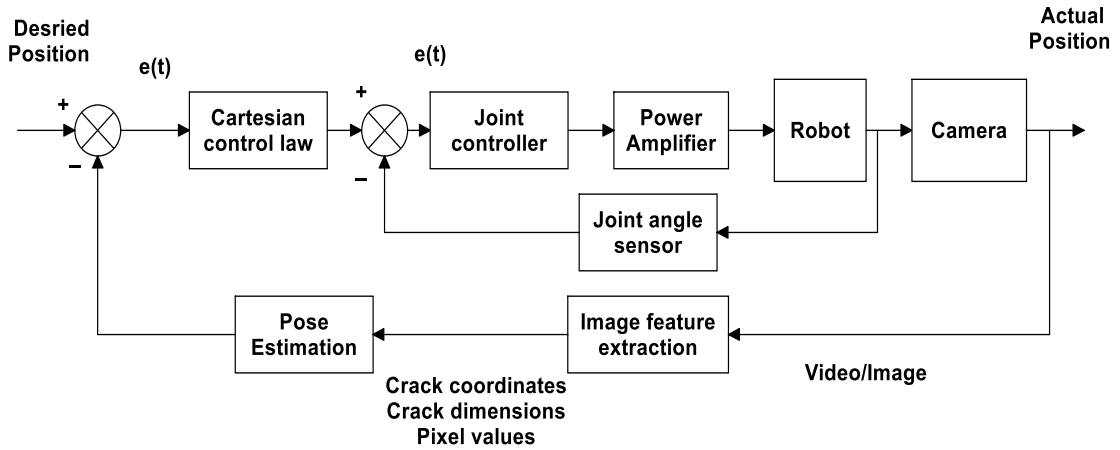 Desried
Position
Actual
Position
e(t)
e(t)
+
+
Cartesian
control law
Joint
controller
Power
Amplifier
Robot
Camera
−
−
Joint angle
sensor
Pose
Estimation
Image feature
extraction
Video/Image
Crack coordinates
Crack dimensions
Pixel values